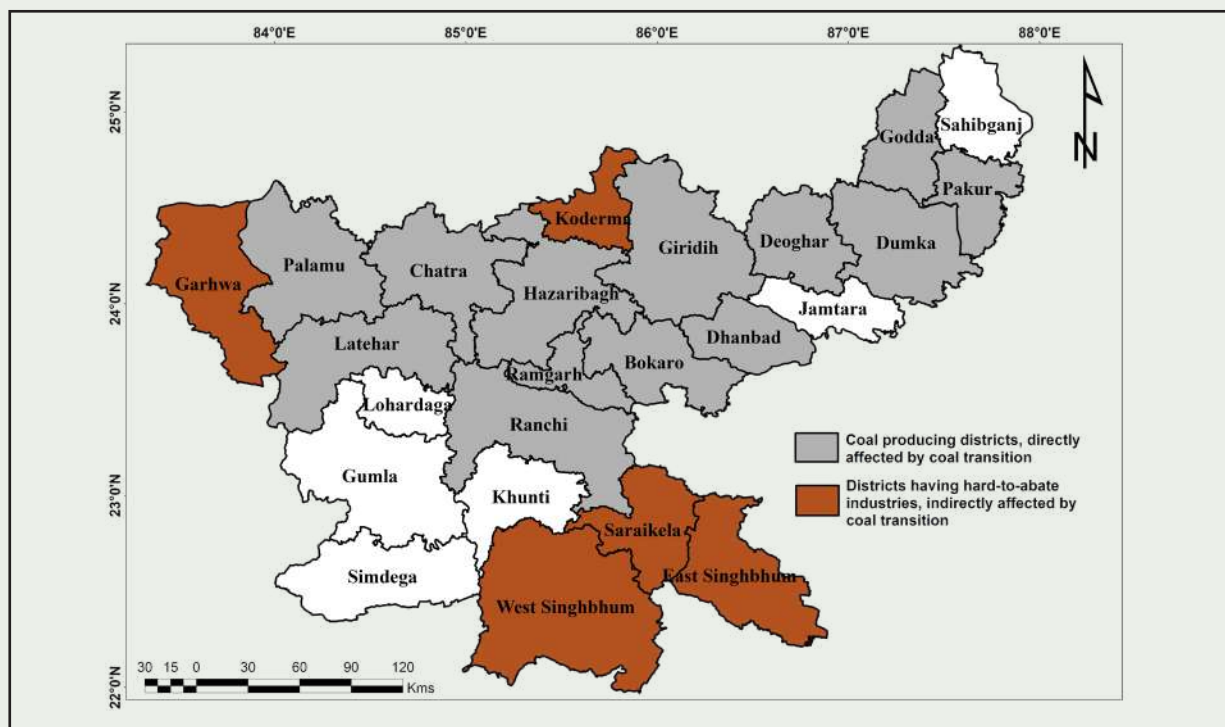 84°0'E 85°0'E 86°0'E 87°0'E 88°0'E
25°0'N
24°0'N
23°0'N
22°0'N
N
Sahibganj
Godda
Pakur
Koderma
Giridih
Deoghar
Dumka
Palamu
Chatra
Garhwa
Hazaribagh
Jamtara
Dhanbad
Latehar
Bokaro
Ramgarh
Lohardaga
Ranchi
Gumla
Khunti
Saraikela
Simdega
East Singhbhum
West Singhbhum
Coal producing districts, directly
affected by coal transition
Districts having hard-to-abate
industries, indirectly affected by
coal transition
30 15 0 30 60 90 120
Kms